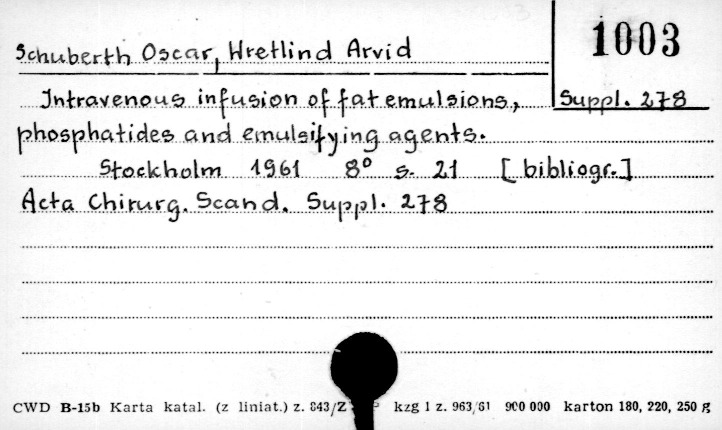 Schuberth Oscar, Wretlind Arvid
1003
Intravenous infusion of fat emulsions,
Suppl. 278
phosphatides and emulsifying agents.
Stockholm 1961 8° s. 21 [bibliogr.]
Acta Chirurg. Scand. Suppl. 278
CWD B-15b Karta katal. (z liniat.) z. 843/Z kzg 1 z. 963/61 900 000 karton 180, 220, 250 g